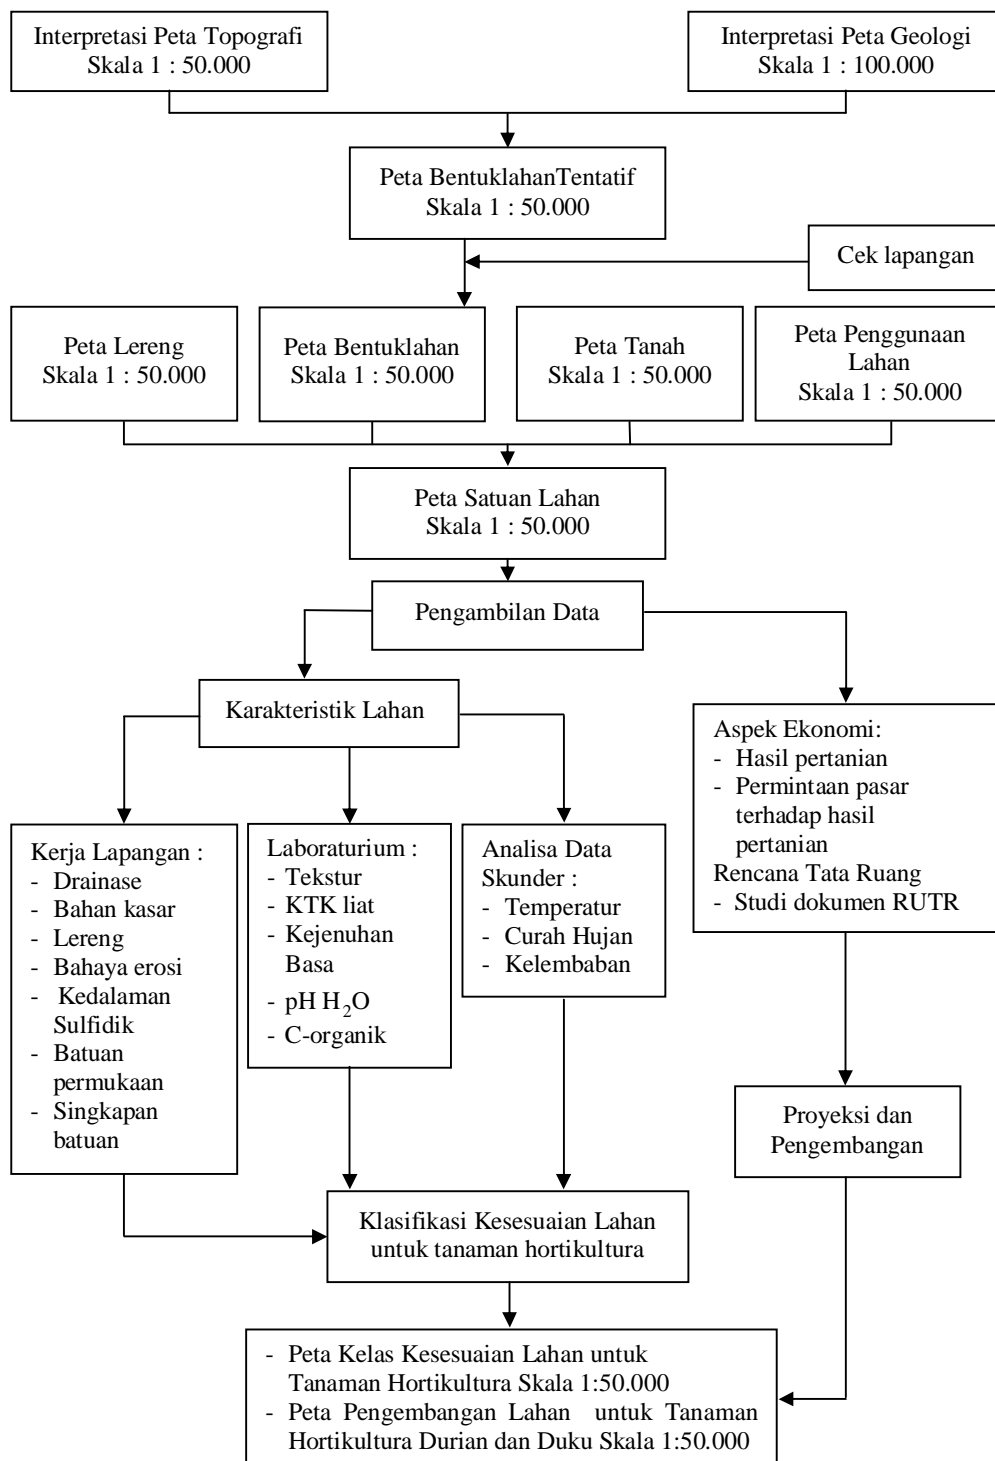 Interpretasi Peta Topografi
Skala 1 : 50.000
Interpretasi Peta Geologi
Skala 1 : 100.000
Peta BentuklahanTentatif
Skala 1 : 50.000
Cek lapangan
Peta Lereng
Skala 1 : 50.000
Peta Bentuklahan
Skala 1 : 50.000
Peta Tanah
Skala 1 : 50.000
Peta Penggunaan
Lahan
Skala 1 : 50.000
Peta Satuan Lahan
Skala 1 : 50.000
Pengambilan Data
Karakteristik Lahan
Aspek Ekonomi:
- Hasil pertanian
- Permintaan pasar
terhadap hasil
pertanian
Rencana Tata Ruang
- Studi dokumen RUTR
Kerja Lapangan :
- Drainase
- Bahan kasar
- Lereng
- Bahaya erosi
- Kedalaman
Sulfidik
- Batuan
permukaan
- Singkapan
batuan
Laboraturium :
- Tekstur
- KTK liat
- Kejenuhan
Basa
- pH H₂O
- C-organik
Analisa Data
Skunder :
- Temperatur
- Curah Hujan
- Kelembaban
Proyeksi dan
Pengembangan
Klasifikasi Kesesuaian Lahan
untuk tanaman hortikultura
- Peta Kelas Kesesuaian Lahan untuk
Tanaman Hortikultura Skala 1:50.000
- Peta Pengembangan Lahan untuk Tanaman
Hortikultura Durian dan Duku Skala 1:50.000